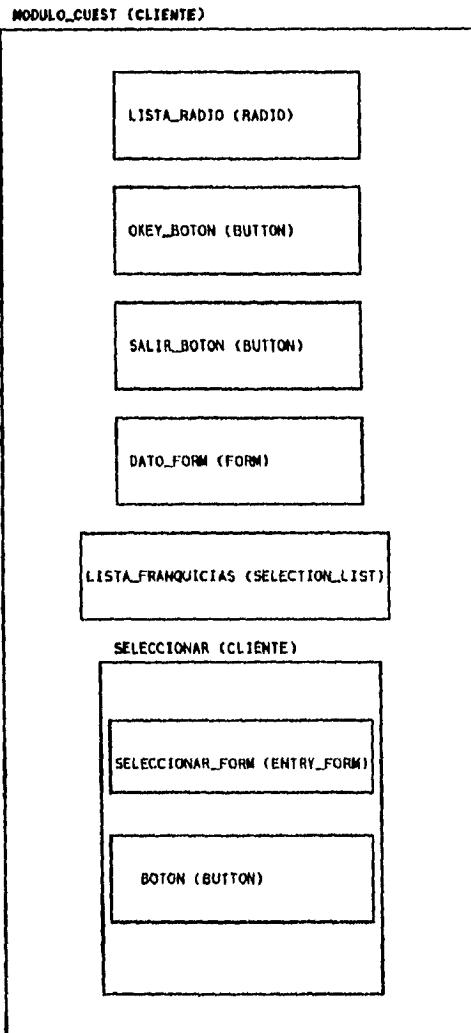 MODULO_CUEST (CLIENTE)
LISTA_RADIO (RADIO)
OKEY_BOTON (BUTTON)
SALIR_BOTON (BUTTON)
DATO_FORM (FORM)
LISTA_FRANQUICIAS (SELECTION_LIST)
SELECCIONAR (CLIENTE)
SELECCIONAR_FORM (ENTRY_FORM)
BOTON (BUTTON)